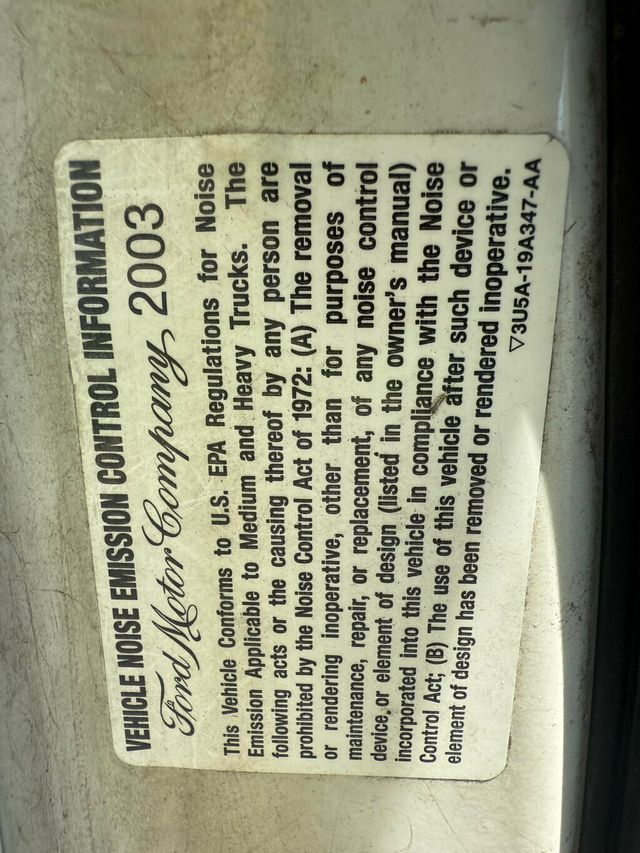 VEHICLE NOISE EMISSION CONTROL INFORMATION
Ford Motor Company, 2003
This Vehicle Conforms to U.S. EPA Regulations for Noise
Emission Applicable to Medium and Heavy Trucks. The
following acts or the causing thereof by any person are
prohibited by the Noise Control Act of 1972: (A) The removal
or rendering inoperative, other than for purposes of
maintenance, repair, or replacement, of any noise control
device, or element of design (listed in the owner's manual)
incorporated into this vehicle in compliance with the Noise
Control Act; (B) The use of this vehicle after such device or
element of design has been removed or rendered inoperative.
▽3U5A-19A347-AA